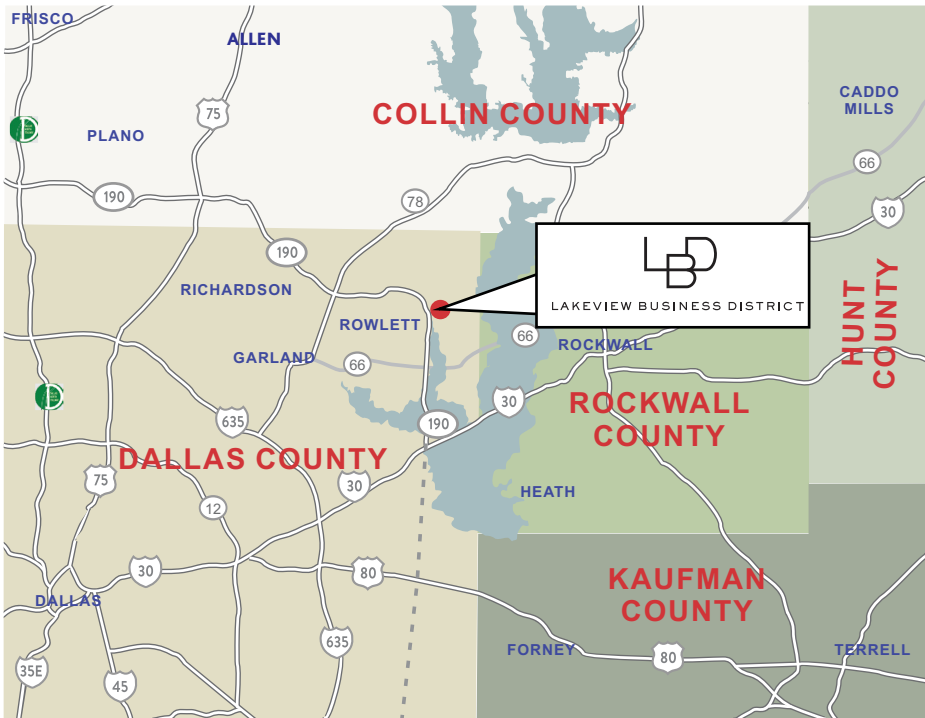 FRISCO
ALLEN
COLLIN COUNTY
75
CADDO
MILLS
PLANO
66
190
78
30
190
LBD
LAKEVIEW BUSINESS DISTRICT
RICHARDSON
HUNT
COUNTY
ROWLETT
66
ROCKWALL
GARLAND
66
30
ROCKWALL
COUNTY
635
190
DALLAS COUNTY
75
30
HEATH
12
30
80
KAUFMAN
COUNTY
DALLAS
635
FORNEY
80
TERRELL
35E
45